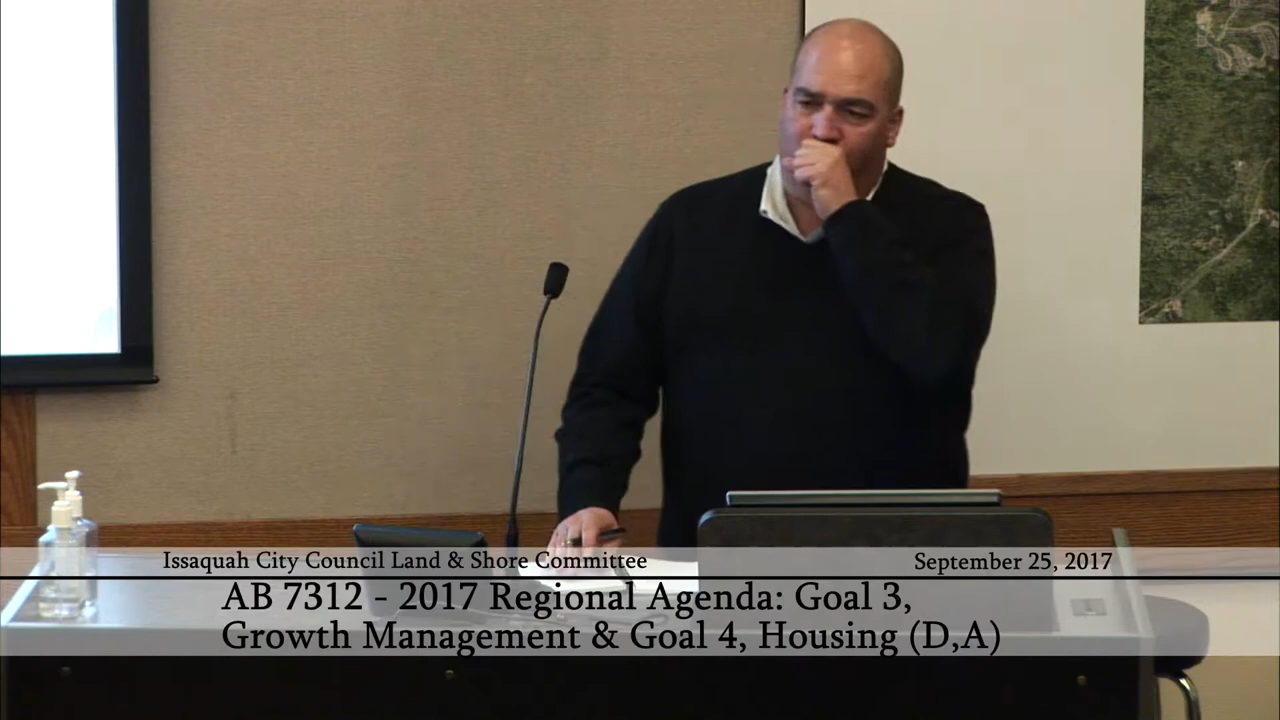 Issaquah City Council Land & Shore Committee
September 25, 2017
AB 7312 - 2017 Regional Agenda: Goal 3,
Growth Management & Goal 4, Housing (D,A)